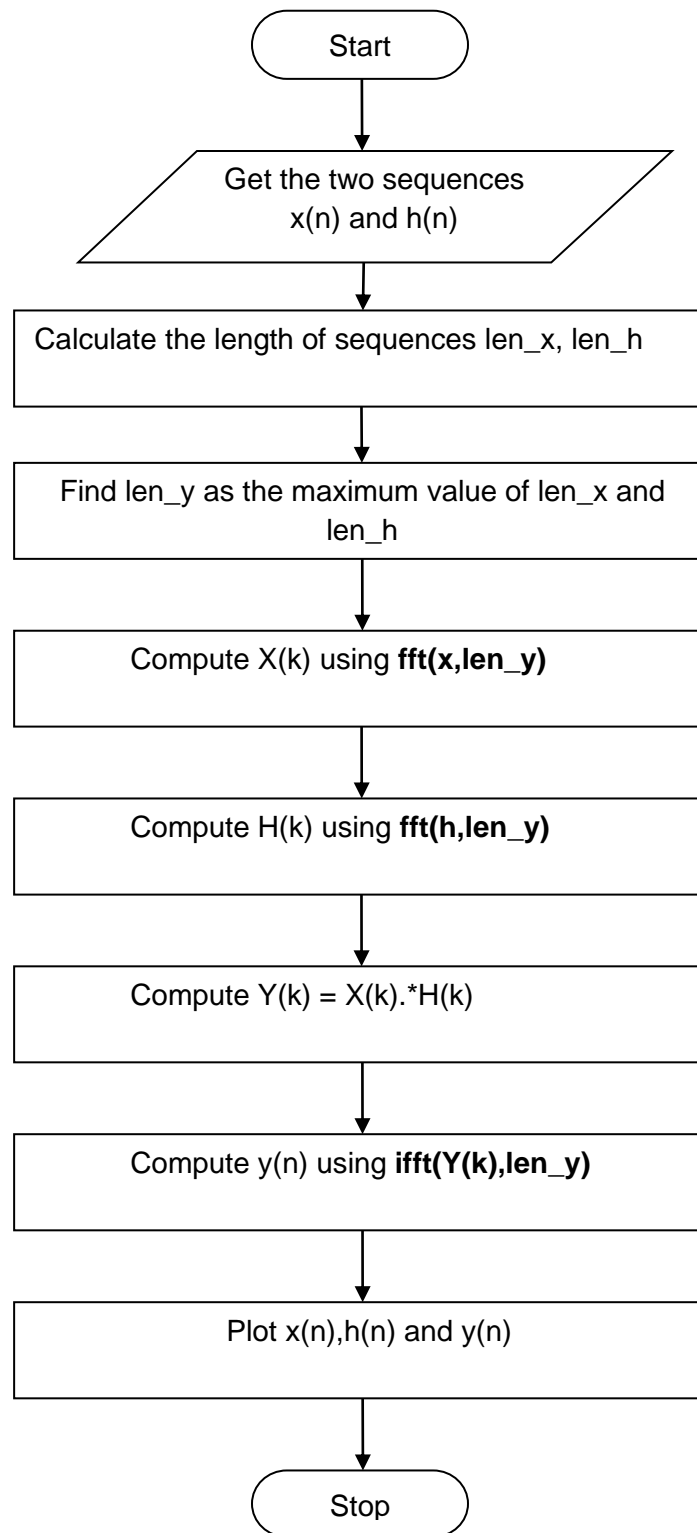 Start
Get the two sequences
x(n) and h(n)
Calculate the length of sequences len_x, len_h
Find len_y as the maximum value of len_x and
len_h
Compute X(k) using fft(x,len_y)
Compute H(k) using fft(h,len_y)
Compute Y(k) = X(k).*H(k)
Compute y(n) using ifft(Y(k),len_y)
Plot x(n),h(n) and y(n)
Stop